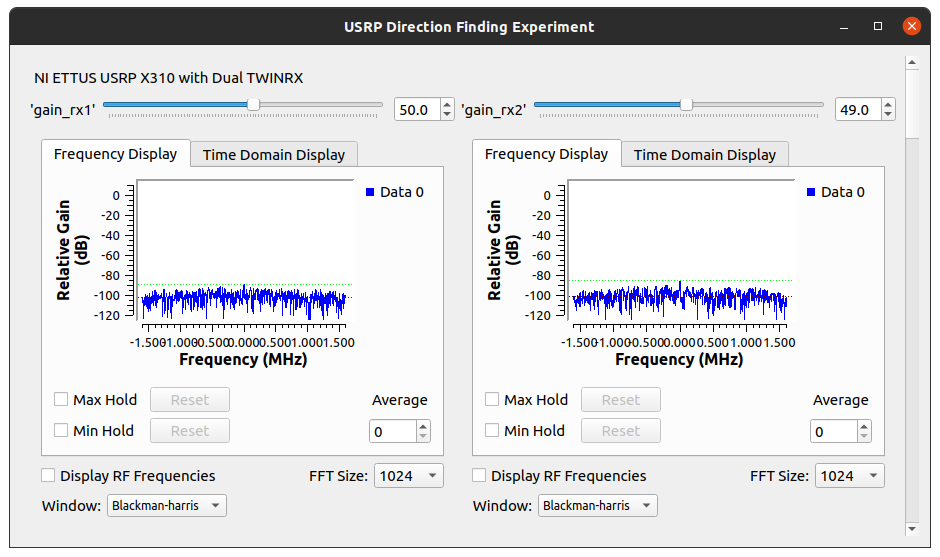 USRP Direction Finding Experiment
NI ETTUS USRP X310 with Dual TWINRX
'gain_rx1' 50.0 'gain_rx2' 49.0
Frequency Display Time Domain Display Frequency Display Time Domain Display
Data 0 Data 0
Relative Gain (dB) Relative Gain (dB)
0 0
-20 -20
-40 -40
-60 -60
-80 -80
-100 -100
-120 -120
-1.500 -1.000 -0.500 0.000 0.500 1.000 1.500 -1.500 -1.000 -0.500 0.000 0.500 1.000 1.500
Frequency (MHz) Frequency (MHz)
Max Hold Reset Average Max Hold Reset Average
Min Hold Reset 0 Min Hold Reset 0
Display RF Frequencies FFT Size: 1024 Display RF Frequencies FFT Size: 1024
Window: Blackman-harris Window: Blackman-harris